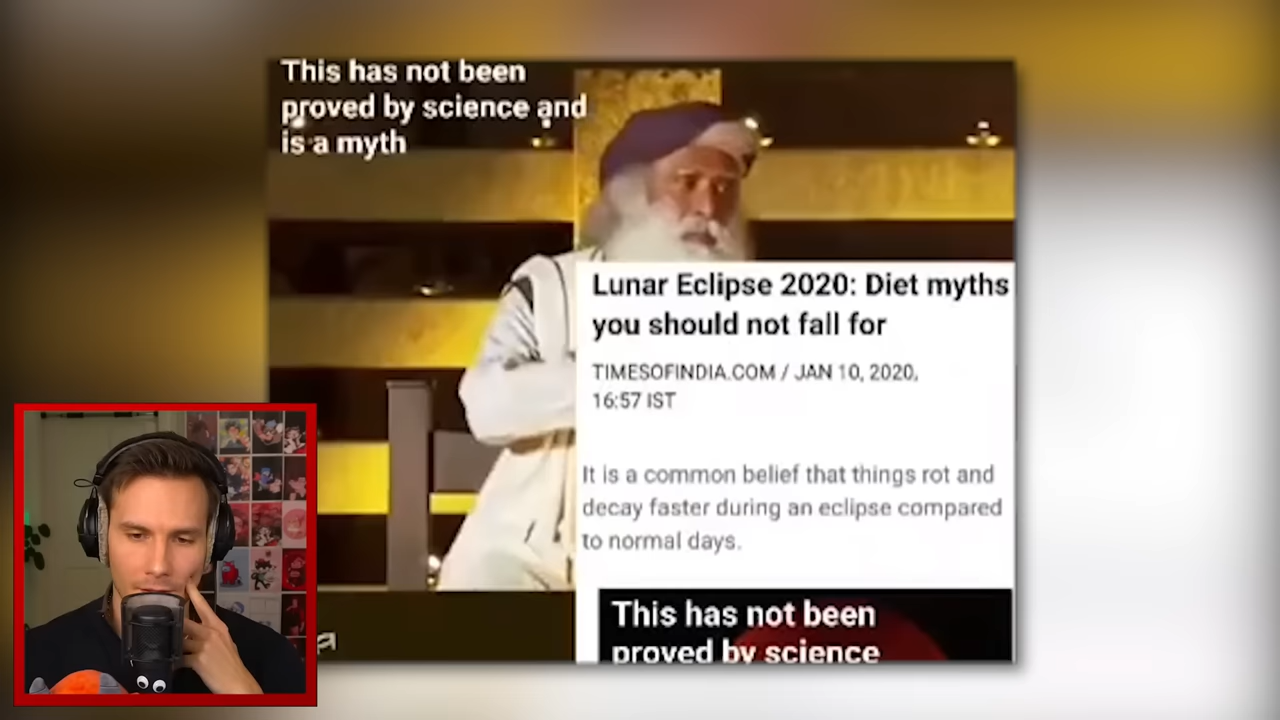 This has not been
proved by science and
is a myth
Lunar Eclipse 2020: Diet myths
you should not fall for
TIMESOFINDIA.COM / JAN 10, 2020,
16:57 IST
It is a common belief that things rot and
decay faster during an eclipse compared
to normal days.
This has not been
proved by science